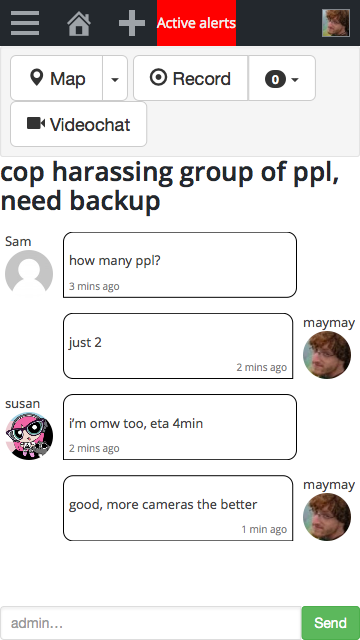 Active alerts
Map
Record
0
Videochat
cop harassing group of ppl,
need backup
Sam
how many ppl?
3 mins ago
maymay
just 2
2 mins ago
susan
i'm omw too, eta 4min
2 mins ago
maymay
good, more cameras the better
1 min ago
admin...
Send